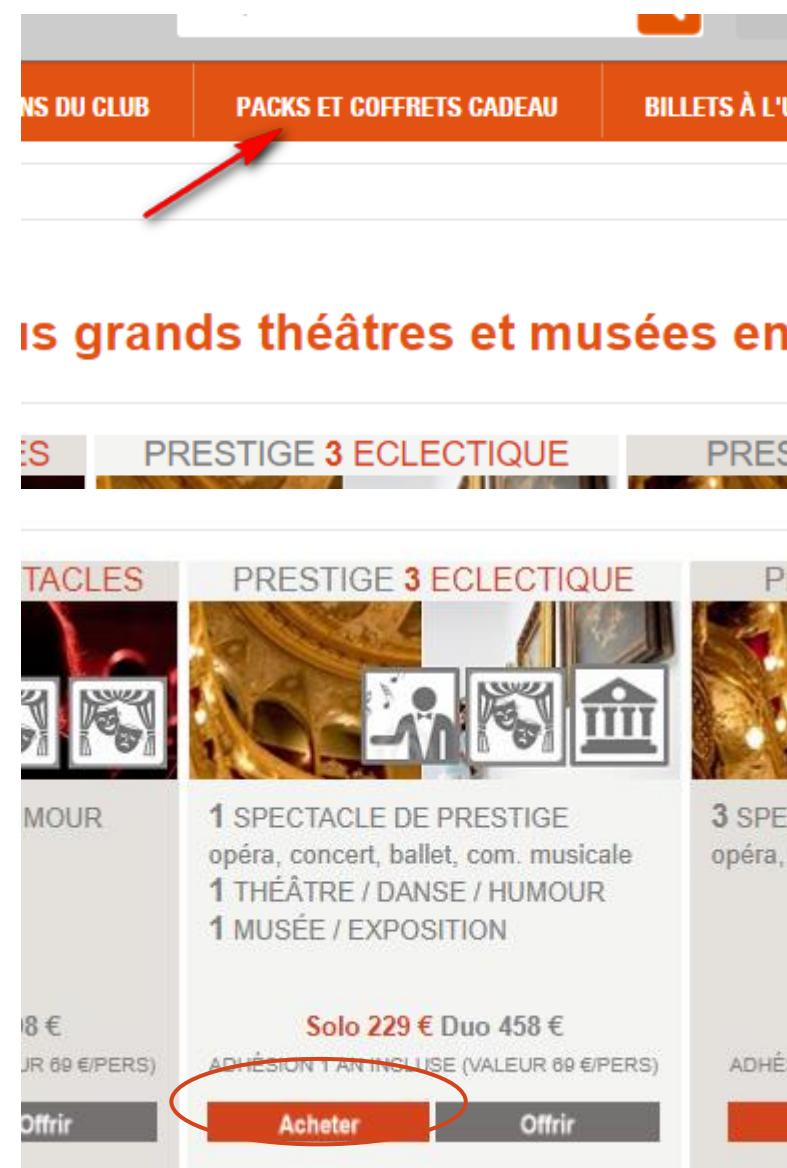 NS DU CLUB PACKS ET COFFRETS CADEAU BILLETS À L'
grands théâtres et musées en
PRESTIGE 3 ECLECTIQUE PRES
TACLES PRESTIGE 3 ECLECTIQUE P
MOUR 1 SPECTACLE DE PRESTIGE 3 SPE
opéra, concert, ballet, com. musicale opéra,
1 THÉÂTRE / DANSE / HUMOUR
1 MUSÉE / EXPOSITION
8 € Solo 229 € Duo 458 €
UR 69 €/PERS) ADHÉSION 1 AN INCLUSE (VALEUR 69 €/PERS) ADHÉ
Offrir Acheter Offrir